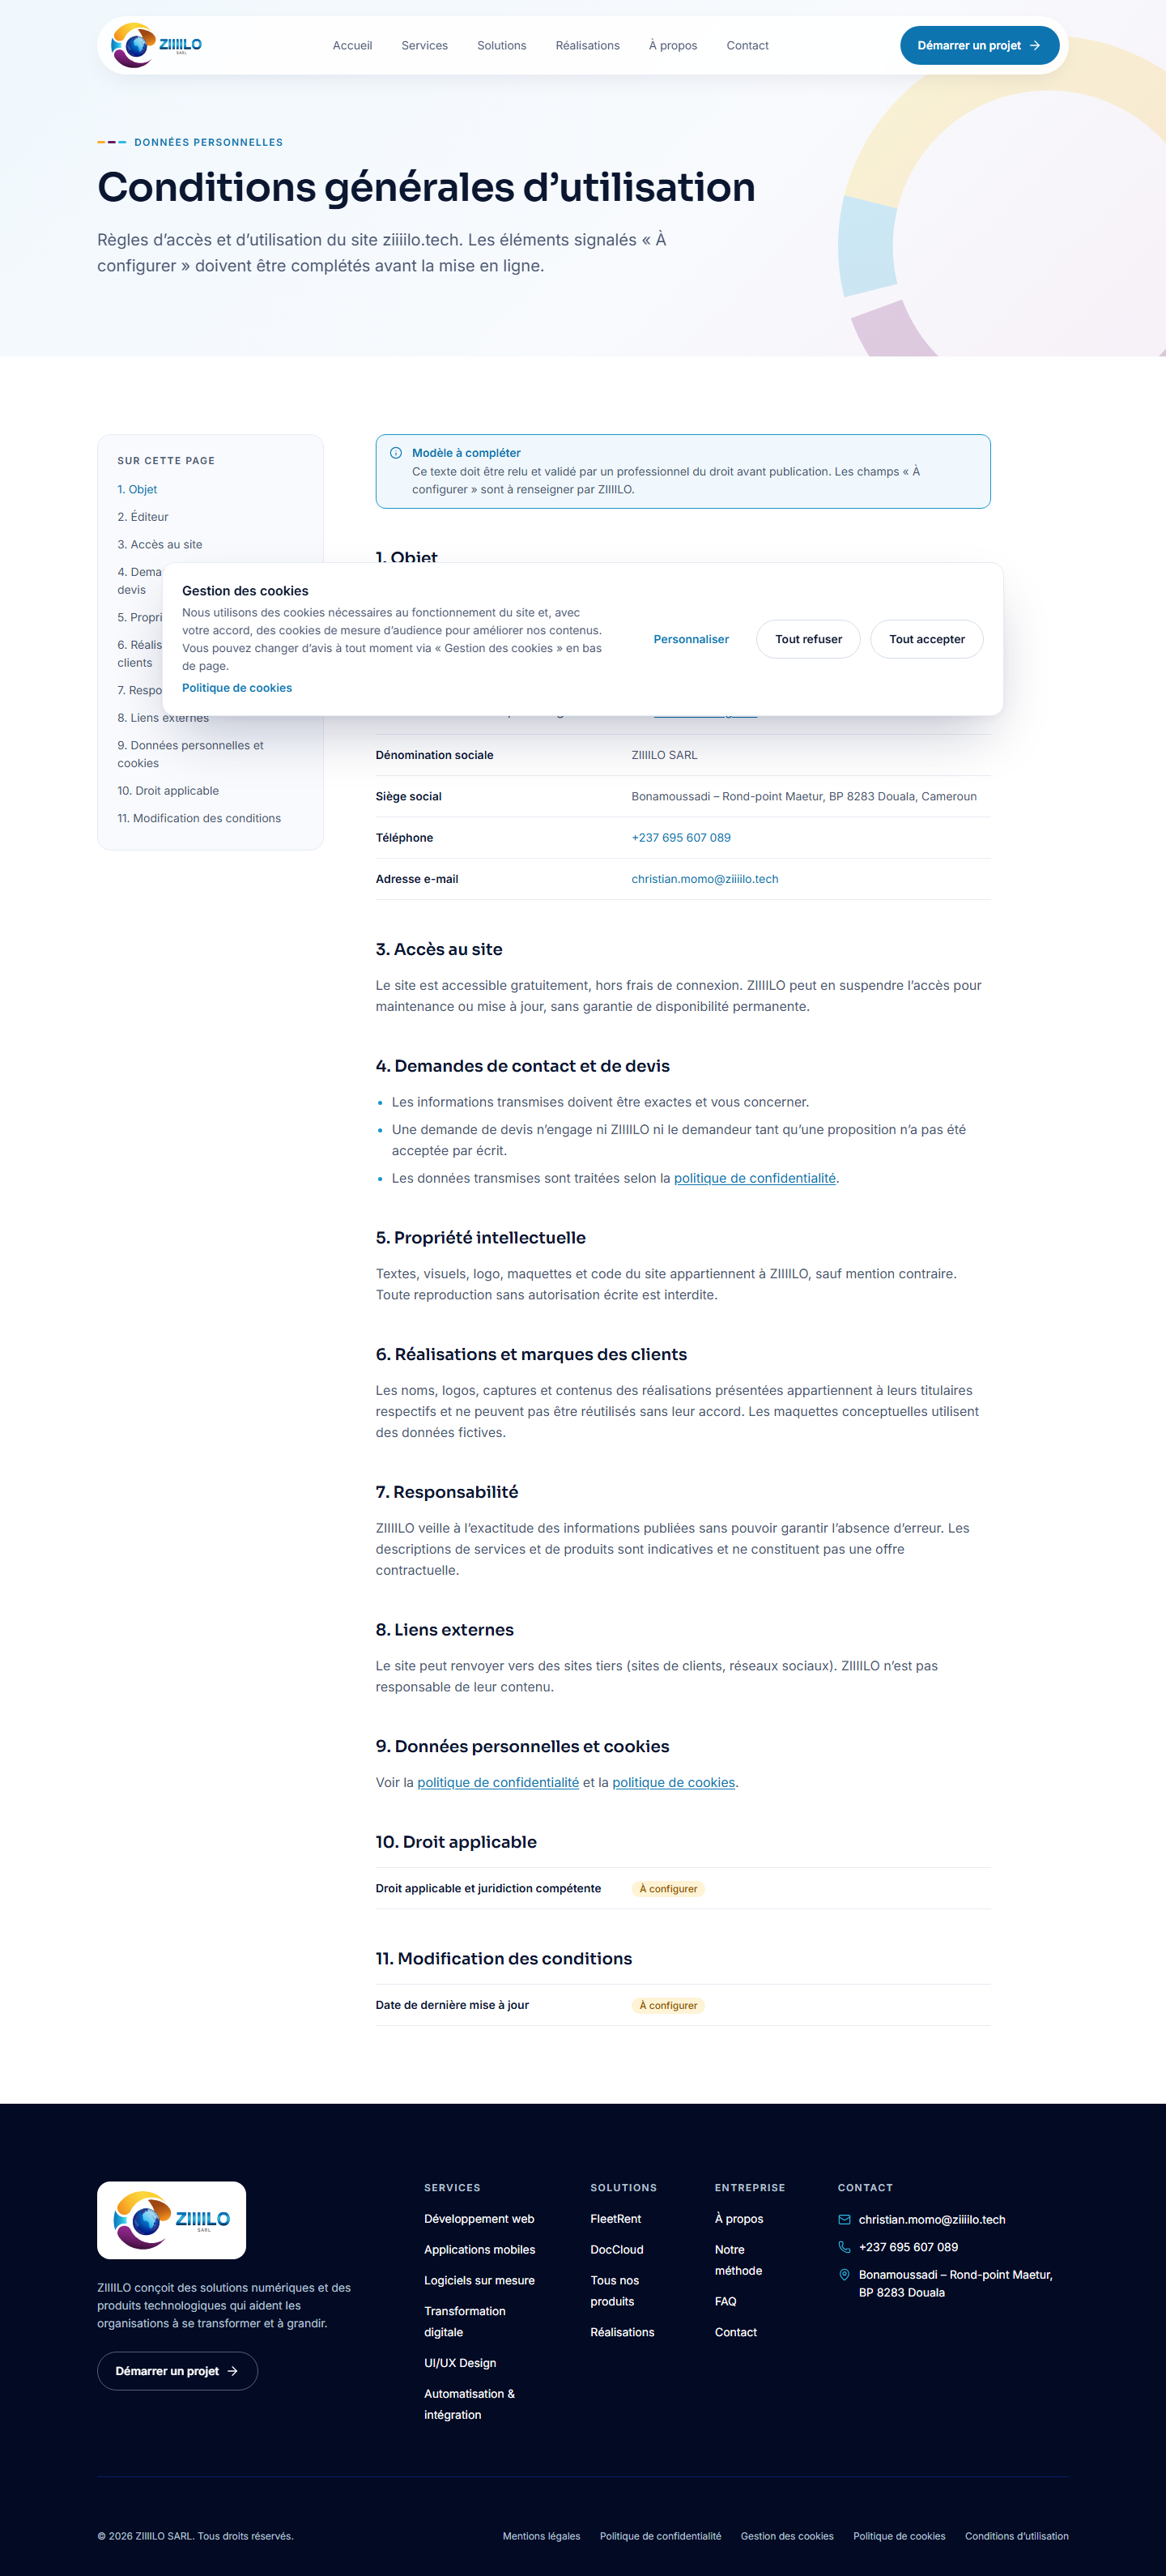 ZIIIILO
SARL
Accueil
Services
Solutions
Réalisations
À propos
Contact
Démarrer un projet
DONNÉES PERSONNELLES
Conditions générales d’utilisation
Règles d’accès et d’utilisation du site ziiiilo.tech. Les éléments signalés « À
configurer » doivent être complétés avant la mise en ligne.
SUR CETTE PAGE
1. Objet
2. Éditeur
3. Accès au site
4. Dema
devis
5. Propri
6. Réalis
clients
7. Respo
8. Liens externes
9. Données personnelles et
cookies
10. Droit applicable
11. Modification des conditions
Modèle à compléter
Ce texte doit être relu et validé par un professionnel du droit avant publication. Les champs « À
configurer » sont à renseigner par ZIIIILO.
1. Objet
Gestion des cookies
Nous utilisons des cookies nécessaires au fonctionnement du site et, avec
votre accord, des cookies de mesure d’audience pour améliorer nos contenus.
Vous pouvez changer d’avis à tout moment via « Gestion des cookies » en bas
de page.
Politique de cookies
Personnaliser
Tout refuser
Tout accepter
Dénomination sociale
ZIIIILO SARL
Siège social
Bonamoussadi – Rond-point Maetur, BP 8283 Douala, Cameroun
Téléphone
+237 695 607 089
Adresse e-mail
christian.momo@ziiiilo.tech
3. Accès au site
Le site est accessible gratuitement, hors frais de connexion. ZIIIILO peut en suspendre l’accès pour
maintenance ou mise à jour, sans garantie de disponibilité permanente.
4. Demandes de contact et de devis
• Les informations transmises doivent être exactes et vous concerner.
• Une demande de devis n’engage ni ZIIIILO ni le demandeur tant qu’une proposition n’a pas été
acceptée par écrit.
• Les données transmises sont traitées selon la politique de confidentialité.
5. Propriété intellectuelle
Textes, visuels, logo, maquettes et code du site appartiennent à ZIIIILO, sauf mention contraire.
Toute reproduction sans autorisation écrite est interdite.
6. Réalisations et marques des clients
Les noms, logos, captures et contenus des réalisations présentées appartiennent à leurs titulaires
respectifs et ne peuvent pas être réutilisés sans leur accord. Les maquettes conceptuelles utilisent
des données fictives.
7. Responsabilité
ZIIIILO veille à l’exactitude des informations publiées sans pouvoir garantir l’absence d’erreur. Les
descriptions de services et de produits sont indicatives et ne constituent pas une offre
contractuelle.
8. Liens externes
Le site peut renvoyer vers des sites tiers (sites de clients, réseaux sociaux). ZIIIILO n’est pas
responsable de leur contenu.
9. Données personnelles et cookies
Voir la politique de confidentialité et la politique de cookies.
10. Droit applicable
Droit applicable et juridiction compétente
À configurer
11. Modification des conditions
Date de dernière mise à jour
À configurer
ZIIIILO
SARL
ZIIIILO conçoit des solutions numériques et des
produits technologiques qui aident les
organisations à se transformer et à grandir.
Démarrer un projet
SERVICES
Développement web
Applications mobiles
Logiciels sur mesure
Transformation
digitale
UI/UX Design
Automatisation &
intégration
SOLUTIONS
FleetRent
DocCloud
Tous nos
produits
Réalisations
ENTREPRISE
À propos
Notre
méthode
FAQ
Contact
CONTACT
christian.momo@ziiiilo.tech
+237 695 607 089
Bonamoussadi – Rond-point Maetur,
BP 8283 Douala
© 2026 ZIIIILO SARL. Tous droits réservés.
Mentions légales
Politique de confidentialité
Gestion des cookies
Politique de cookies
Conditions d’utilisation